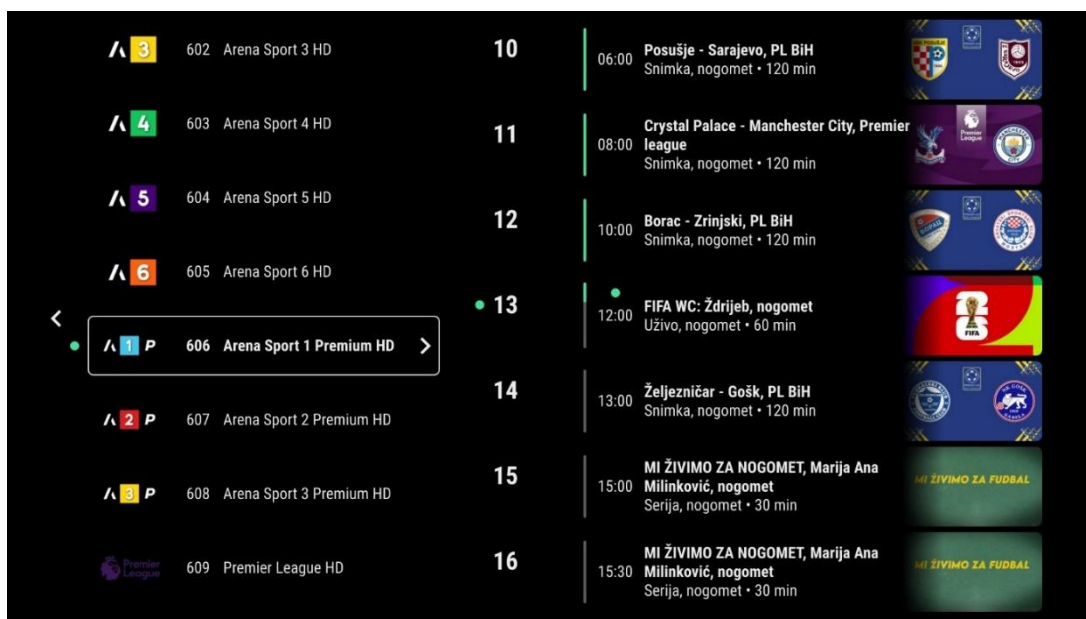 3
602 Arena Sport 3 HD
4
603 Arena Sport 4 HD
5
604 Arena Sport 5 HD
6
605 Arena Sport 6 HD
1 P
606 Arena Sport 1 Premium HD
2 P
607 Arena Sport 2 Premium HD
3 P
608 Arena Sport 3 Premium HD
Premier
League
609 Premier League HD
10
11
12
13
14
15
16
06:00
Posušje - Sarajevo, PL BiH
Snimka, nogomet • 120 min
08:00
Crystal Palace - Manchester City, Premier
league
Snimka, nogomet • 120 min
Premier
League
10:00
Borac - Zrinjski, PL BiH
Snimka, nogomet • 120 min
12:00
FIFA WC: Ždrijeb, nogomet
Uživo, nogomet • 60 min
FIFA
13:00
Željezničar - Gošk, PL BiH
Snimka, nogomet • 120 min
15:00
MI ŽIVIMO ZA NOGOMET, Marija Ana
Milinković, nogomet
Serija, nogomet • 30 min
MI ŽIVIMO ZA FUDBAL
15:30
MI ŽIVIMO ZA NOGOMET, Marija Ana
Milinković, nogomet
Serija, nogomet • 30 min
MI ŽIVIMO ZA FUDBAL